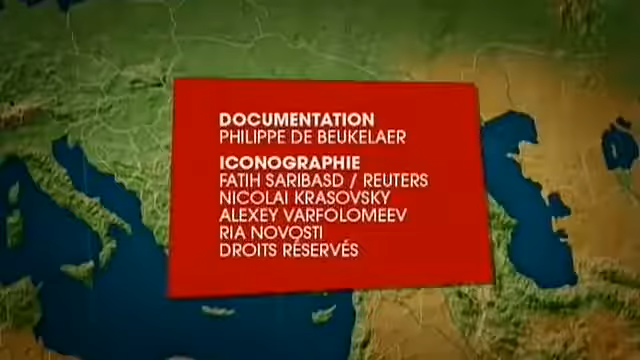 DOCUMENTATION
PHILIPPE DE BEUKELAER
ICONOGRAPHIE
FATIH SARIBASD / REUTERS
NICOLAI KRASOVSKY
ALEXEY VARFOLOMEEV
RIA NOVOSTI
DROITS RÉSERVÉS